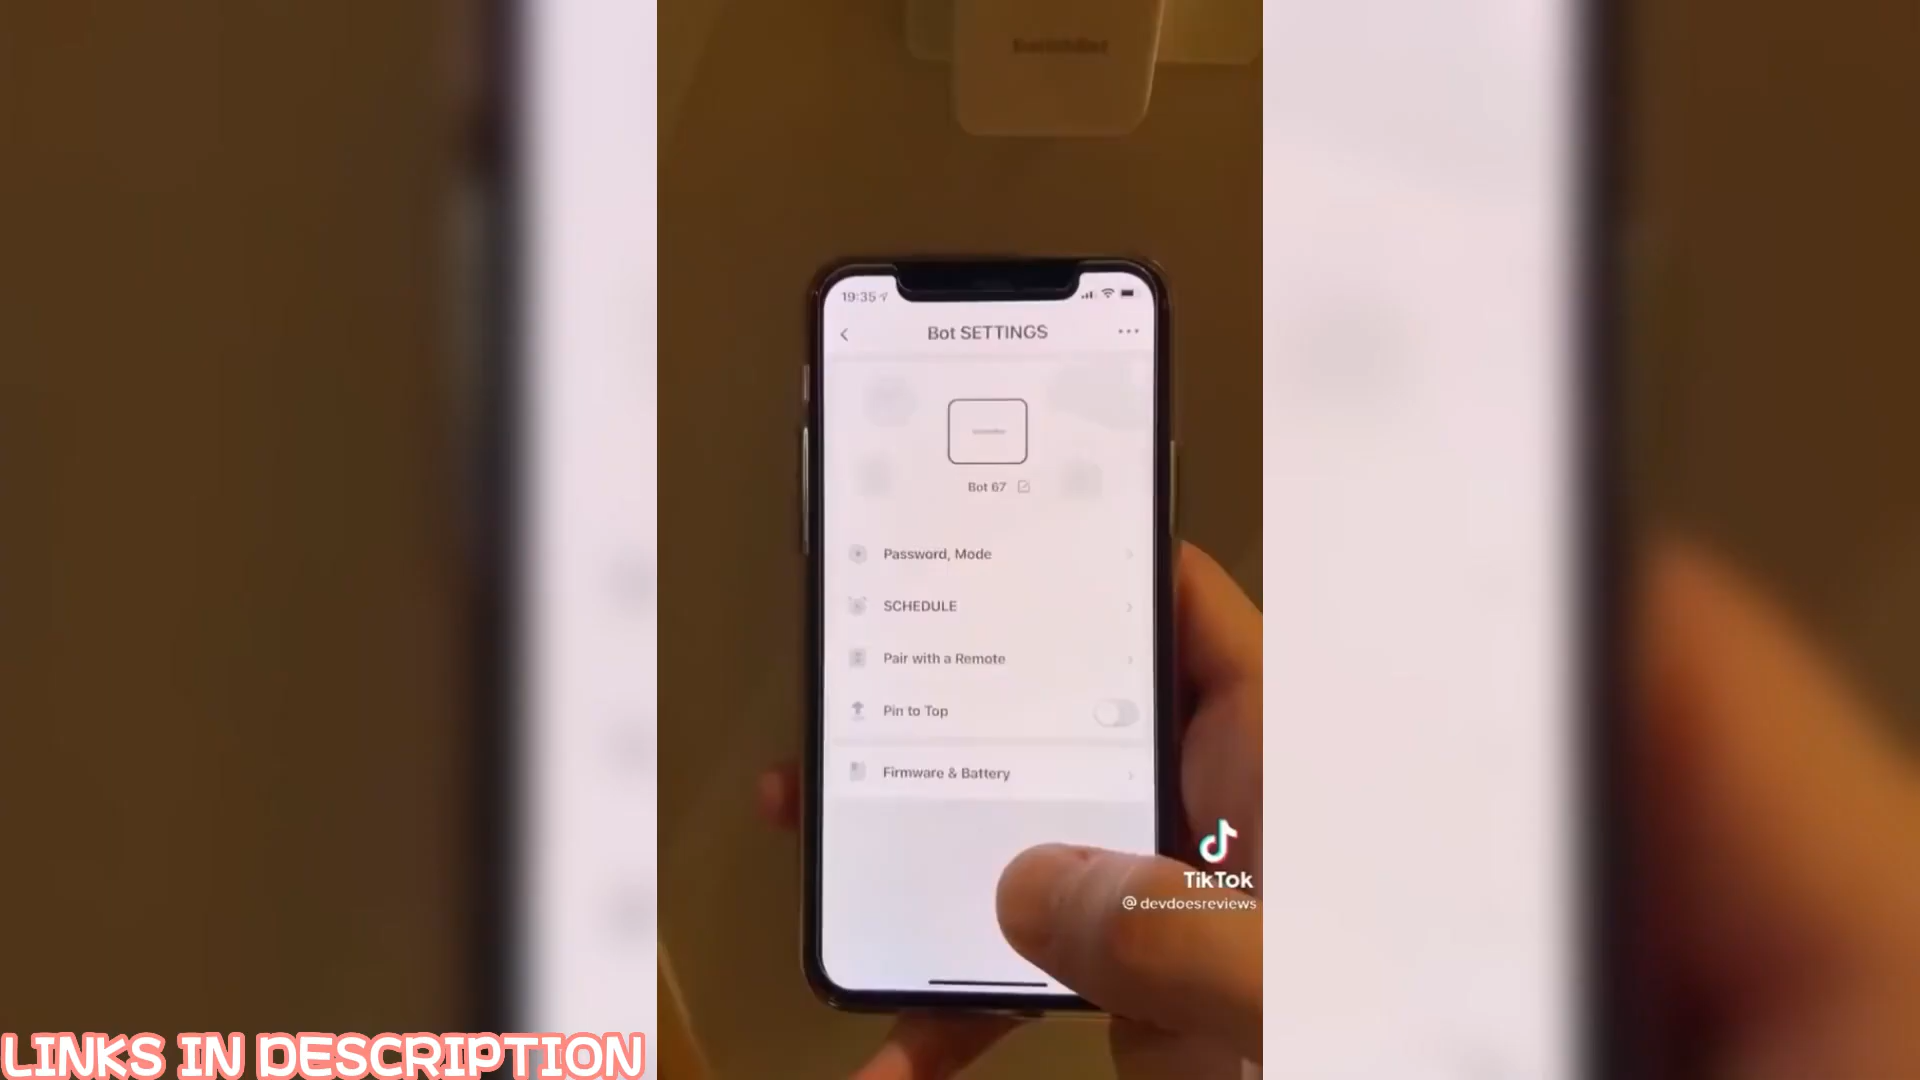 19:35
Bot SETTINGS
Bot 67
Password, Mode
SCHEDULE
Pair with a Remote
Pin to Top
Firmware & Battery
TikTok
@devdoesreviews
LINKS IN DESCRIPTION